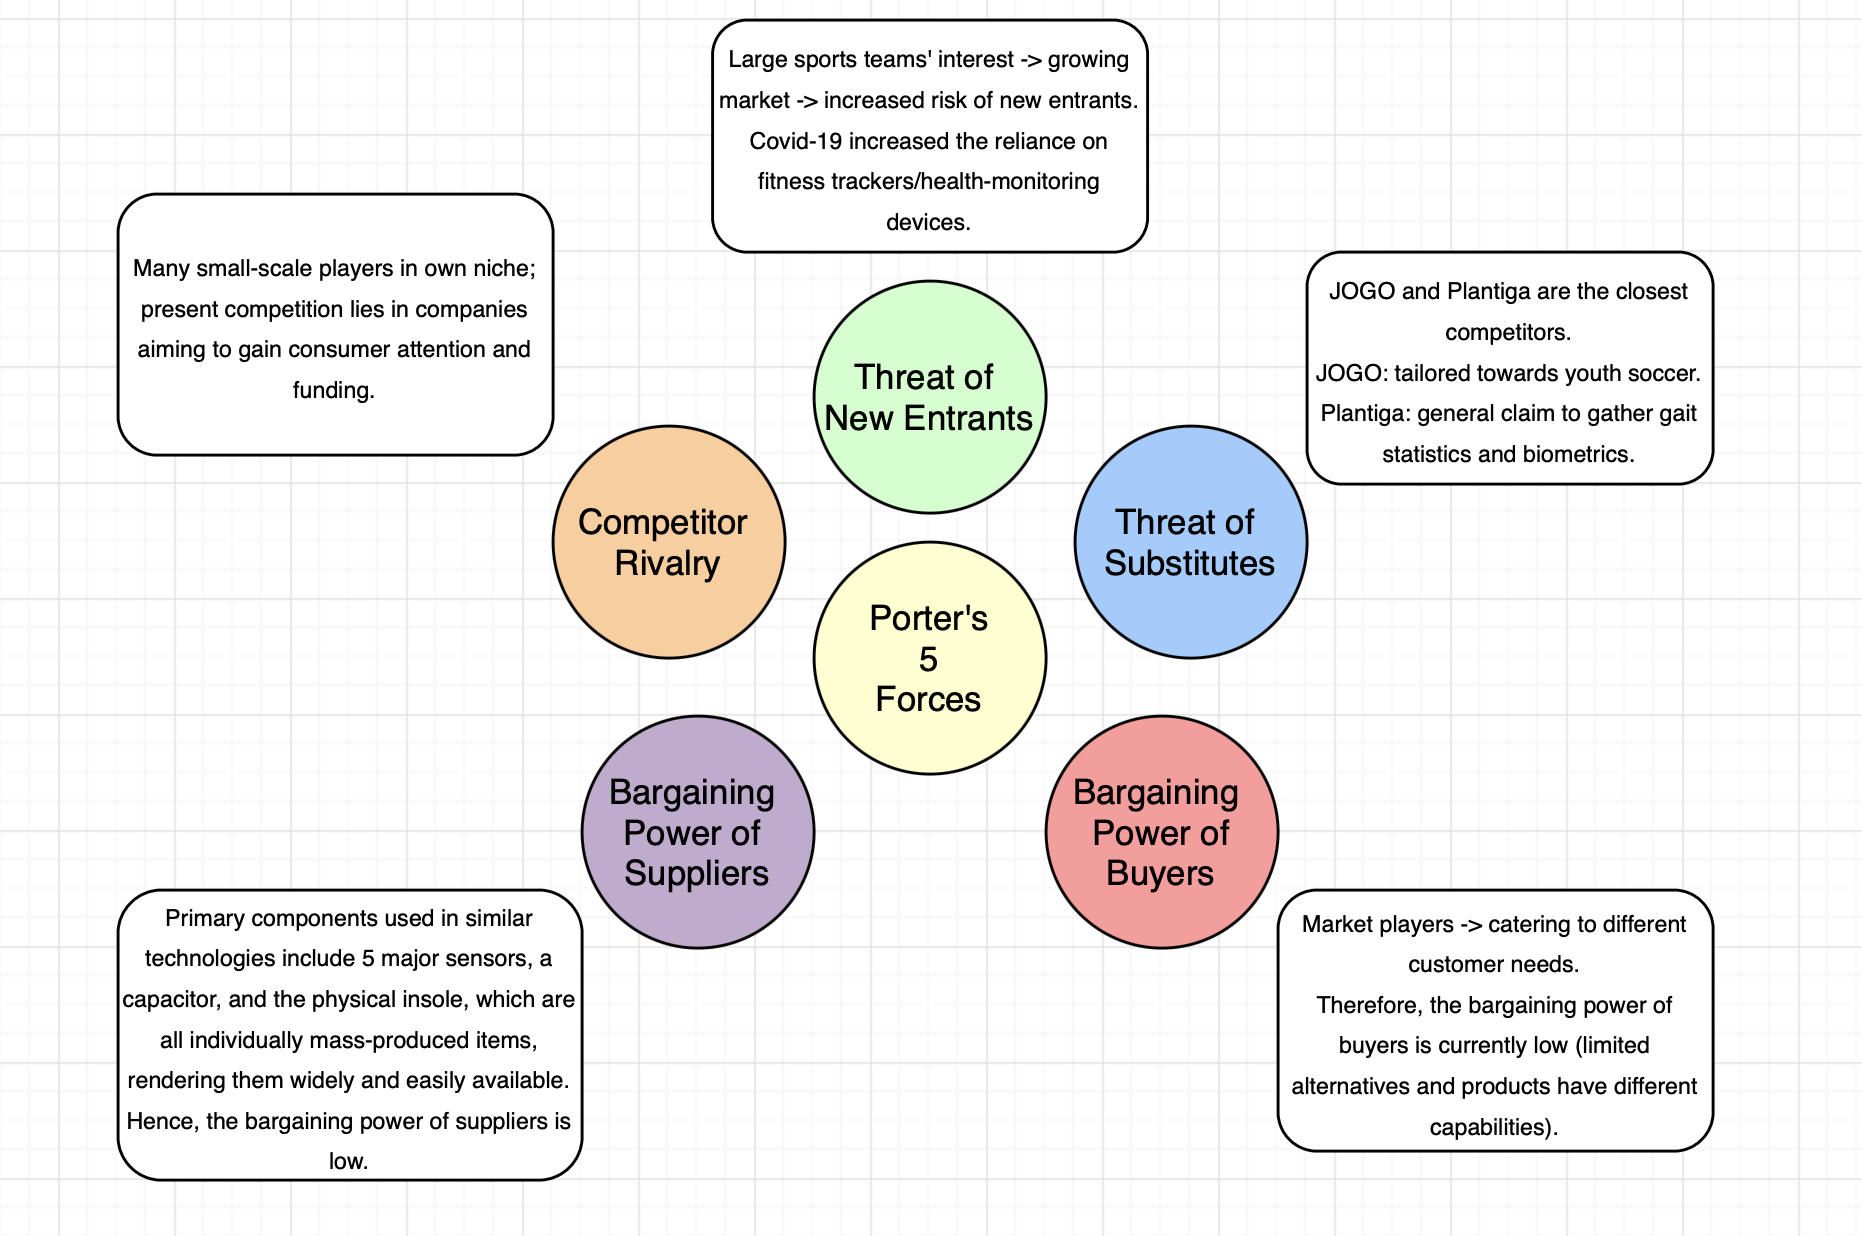 Large sports teams' interest -> growing
market -> increased risk of new entrants.
Covid-19 increased the reliance on
fitness trackers/health-monitoring
devices.
Many small-scale players in own niche;
present competition lies in companies
aiming to gain consumer attention and
funding.
JOGO and Plantiga are the closest
competitors.
JOGO: tailored towards youth soccer.
Plantiga: general claim to gather gait
statistics and biometrics.
Threat of
New Entrants
Competitor
Rivalry
Threat of
Substitutes
Porter's
5
Forces
Bargaining
Power of
Suppliers
Bargaining
Power of
Buyers
Primary components used in similar
technologies include 5 major sensors, a
capacitor, and the physical insole, which are
all individually mass-produced items,
rendering them widely and easily available.
Hence, the bargaining power of suppliers is
low.
Market players -> catering to different
customer needs.
Therefore, the bargaining power of
buyers is currently low (limited
alternatives and products have different
capabilities).